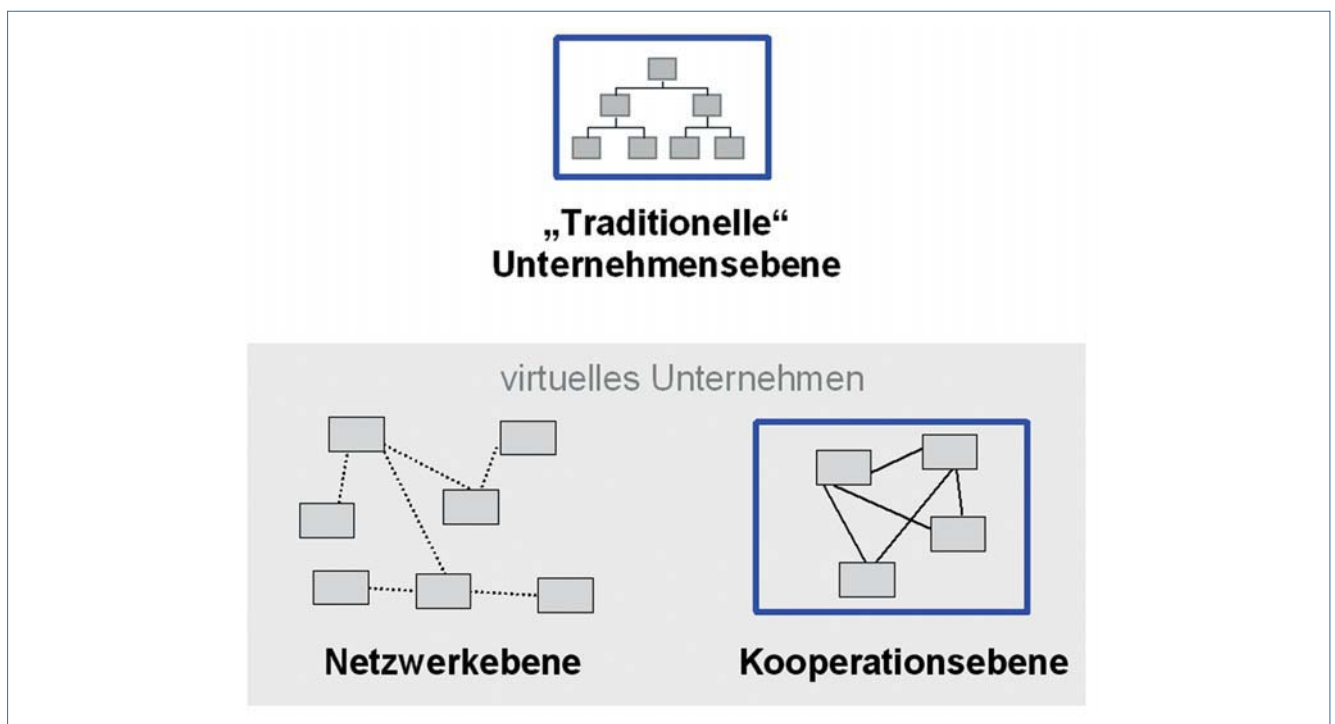 „Traditionelle“
Unternehmensebene
virtuelles Unternehmen
Netzwerkebene
Kooperationsebene